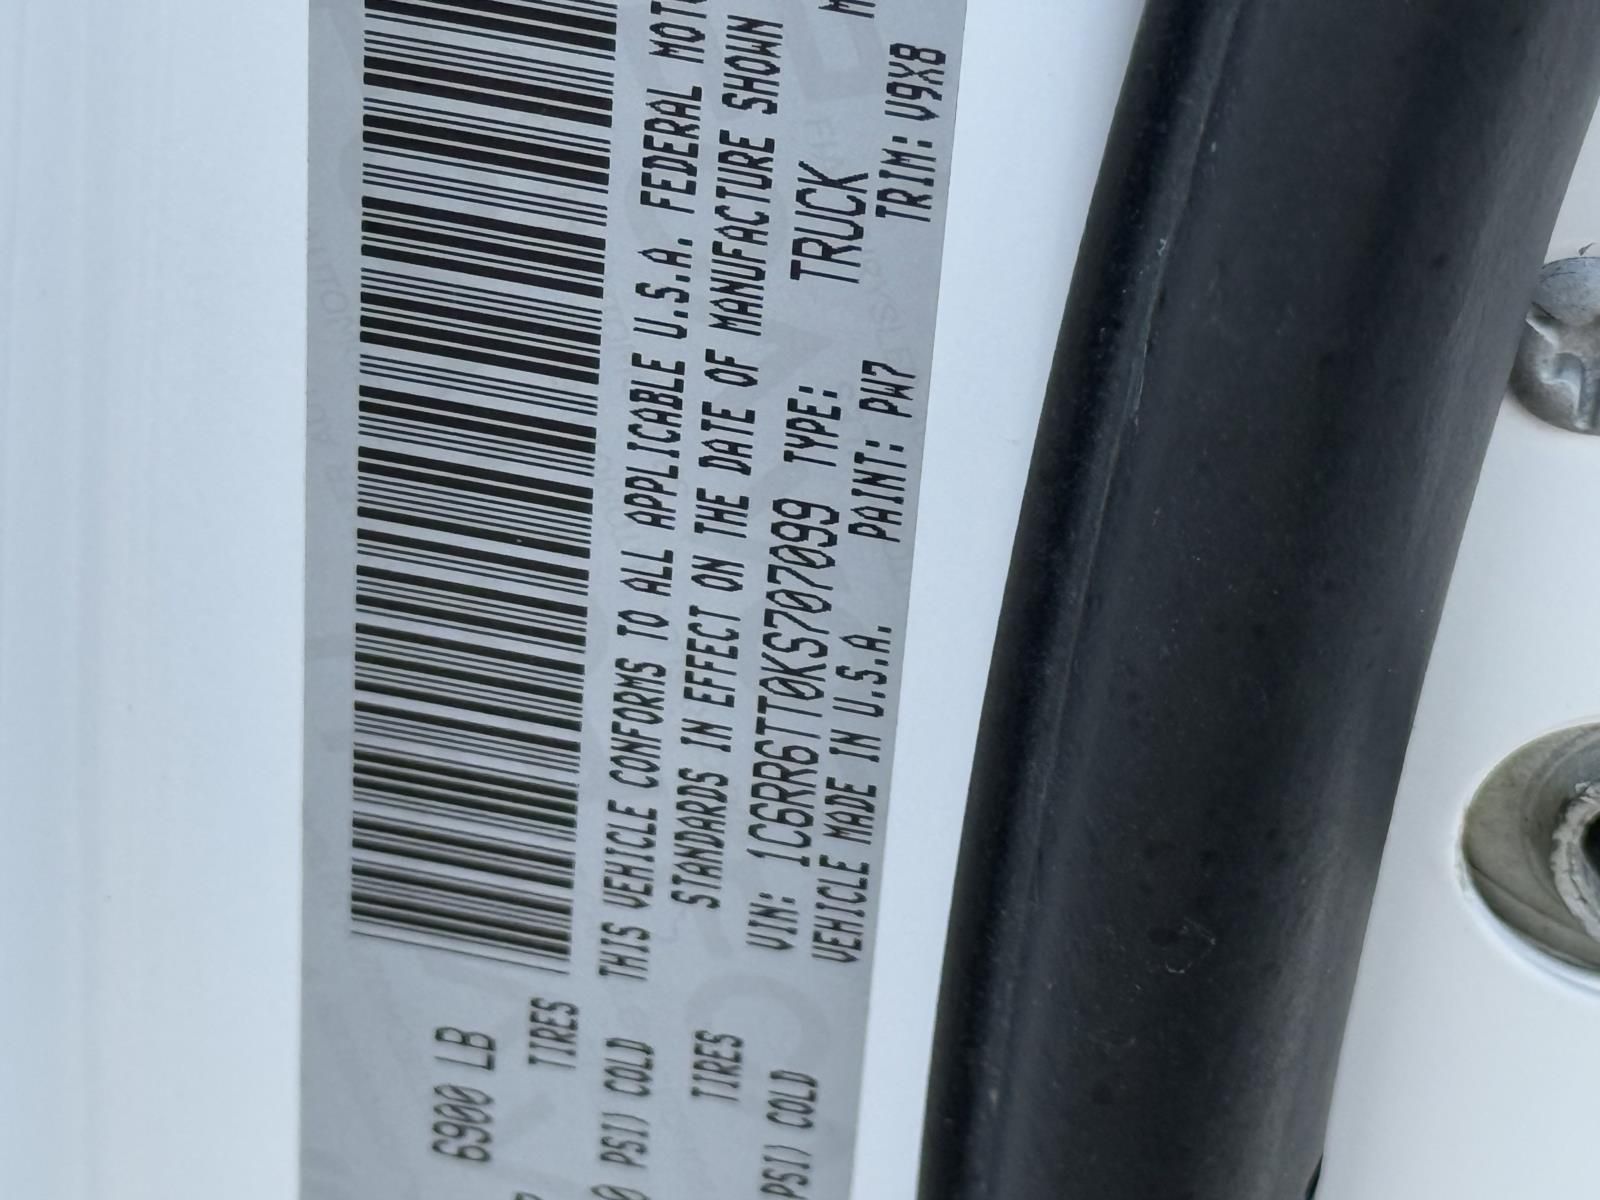 6900 LB
TIRES
PSI) COLD
TIRES
PSI) COLD
THIS VEHICLE CONFORMS TO ALL APPLICABLE U.S.A. FEDERAL
STANDARDS IN EFFECT ON THE DATE OF MANUFACTURE SHOWN
VIN: 1C6RR6TT0KS707099 TYPE: TRUCK
VEHICLE MADE IN U.S.A. PAINT: PW7 TRIM: V9X8